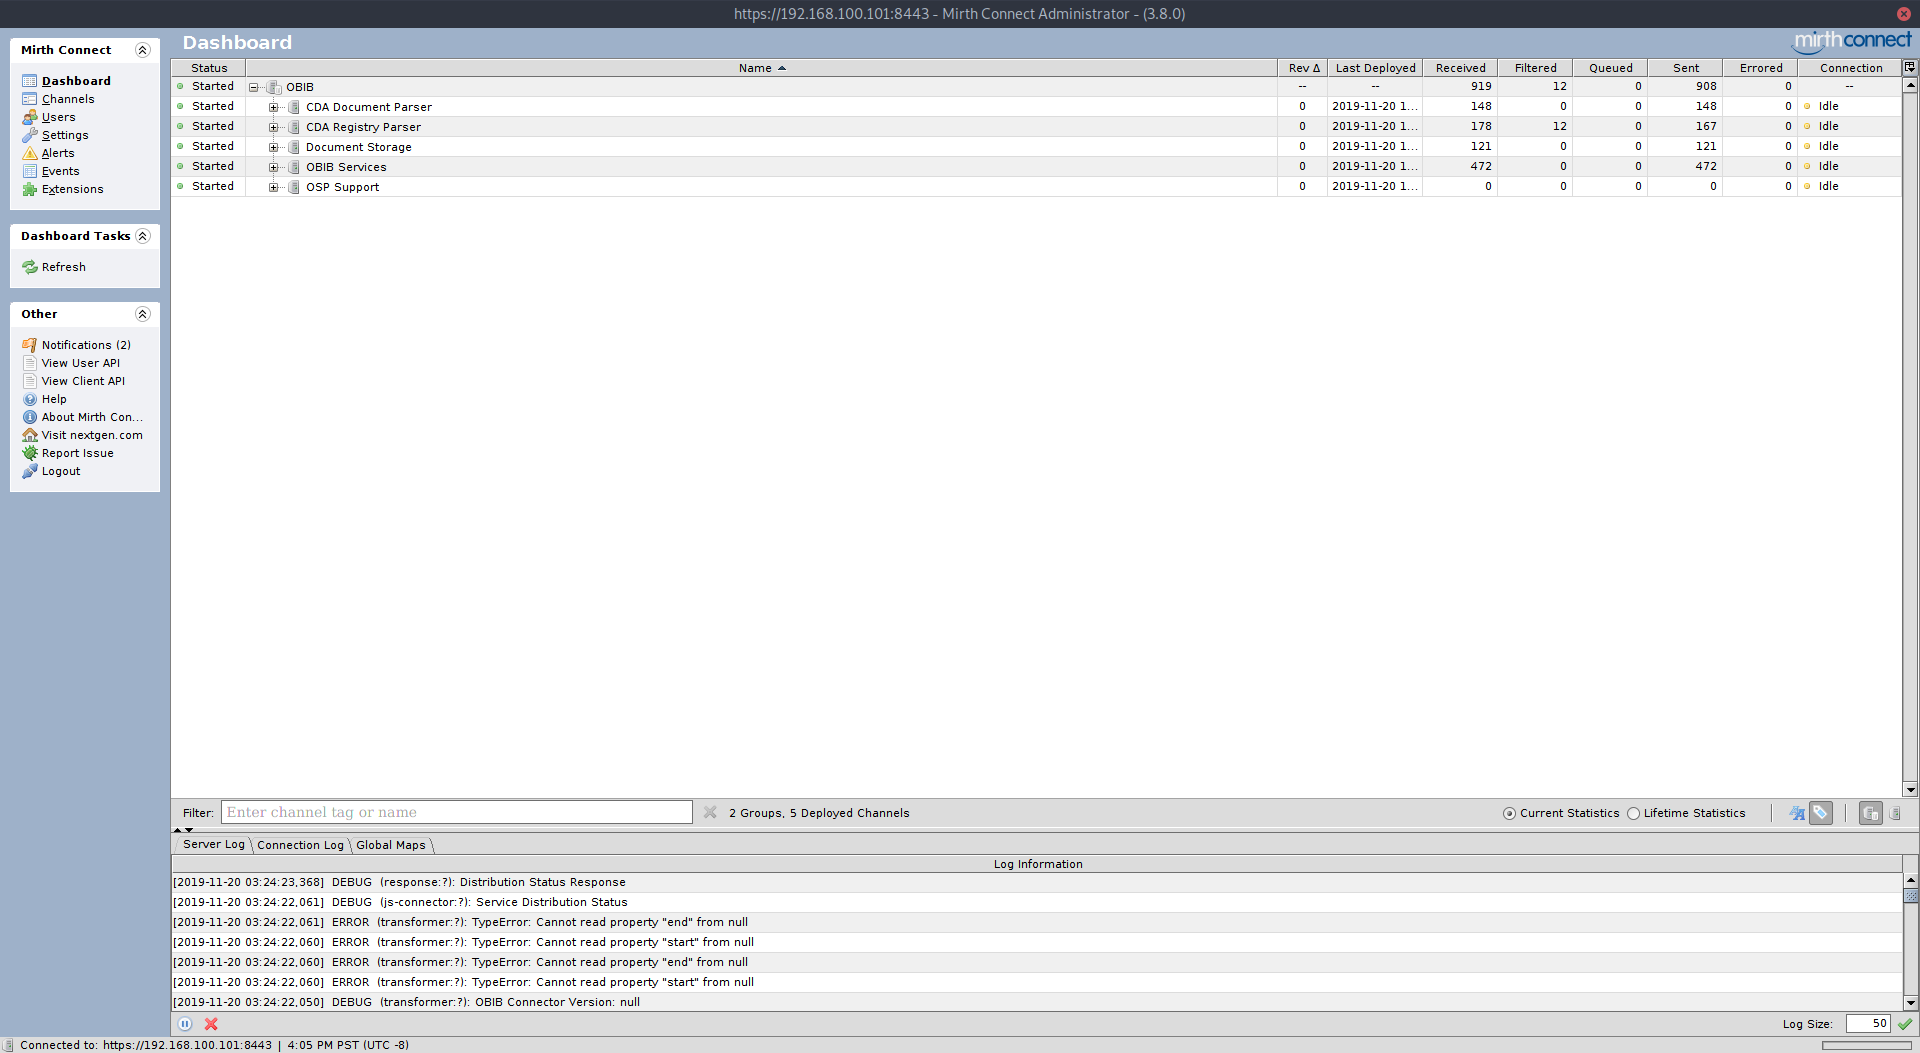 https://192.168.100.101:8443 - Mirth Connect Administrator - (3.8.0)
Mirth Connect
Dashboard
Channels
Users
Settings
Alerts
Events
Extensions
Dashboard Tasks
Refresh
Other
Notifications (2)
View User API
View Client API
Help
About Mirth Con...
Visit nextgen.com
Report Issue
Logout
Dashboard
mirthconnect
Status Name Rev Δ Last Deployed Received Filtered Queued Sent Errored Connection
Started OBIB -- -- 919 12 0 908 0 --
Started CDA Document Parser 0 2019-11-20 1... 148 0 0 148 0 Idle
Started CDA Registry Parser 0 2019-11-20 1... 178 12 0 167 0 Idle
Started Document Storage 0 2019-11-20 1... 121 0 0 121 0 Idle
Started OBIB Services 0 2019-11-20 1... 472 0 0 472 0 Idle
Started OSP Support 0 2019-11-20 1... 0 0 0 0 0 Idle
Filter: Enter channel tag or name 2 Groups, 5 Deployed Channels Current Statistics Lifetime Statistics
Server Log Connection Log Global Maps
Log Information
[2019-11-20 03:24:23,368] DEBUG (response:?): Distribution Status Response
[2019-11-20 03:24:22,061] DEBUG (js-connector:?): Service Distribution Status
[2019-11-20 03:24:22,061] ERROR (transformer:?): TypeError: Cannot read property "end" from null
[2019-11-20 03:24:22,060] ERROR (transformer:?): TypeError: Cannot read property "start" from null
[2019-11-20 03:24:22,060] ERROR (transformer:?): TypeError: Cannot read property "end" from null
[2019-11-20 03:24:22,060] ERROR (transformer:?): TypeError: Cannot read property "start" from null
[2019-11-20 03:24:22,050] DEBUG (transformer:?): OBIB Connector Version: null
Log Size: 50
Connected to: https://192.168.100.101:8443 | 4:05 PM PST (UTC -8)